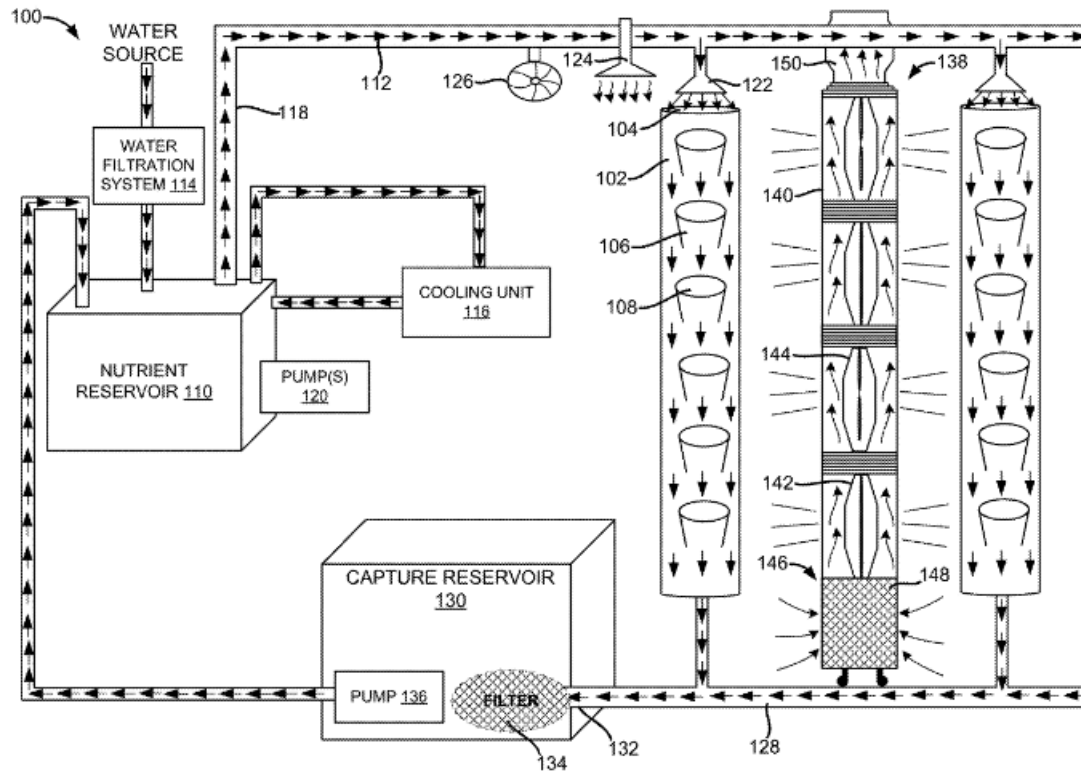 100
WATER
SOURCE
WATER
FILTRATION
SYSTEM 114
118
112
126
124
122
150
138
104
102
106
108
140
144
142
146
148
COOLING UNIT
116
NUTRIENT
RESERVOIR 110
PUMP(S)
120
CAPTURE RESERVOIR
130
PUMP 136
FILTER
134
132
128